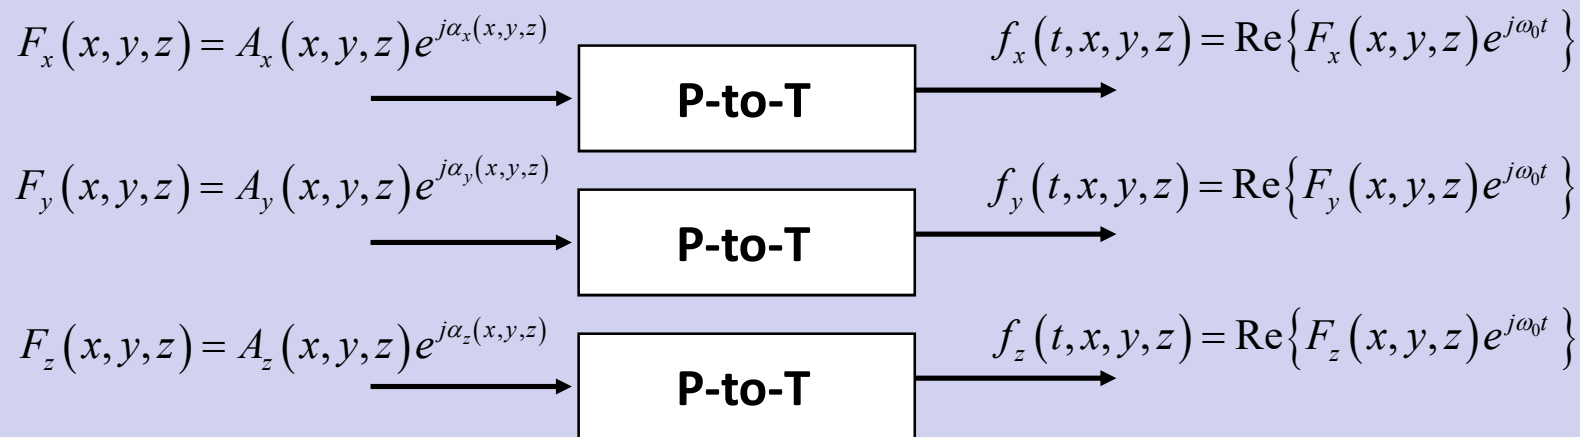 F_x(x,y,z) = A_x(x,y,z)e^{jα_x(x,y,z)} P-to-T f_x(t,x,y,z) = Re{F_x(x,y,z)e^{jω_0t}}
F_y(x,y,z) = A_y(x,y,z)e^{jα_y(x,y,z)} P-to-T f_y(t,x,y,z) = Re{F_y(x,y,z)e^{jω_0t}}
F_z(x,y,z) = A_z(x,y,z)e^{jα_z(x,y,z)} P-to-T f_z(t,x,y,z) = Re{F_z(x,y,z)e^{jω_0t}}